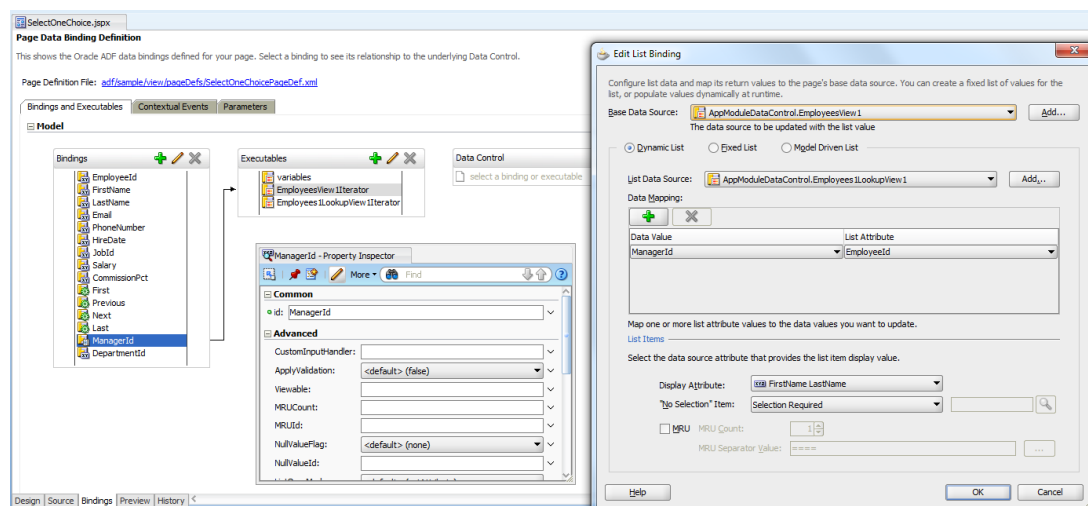 SelectOneChoice.jspx
Page Data Binding Definition
This shows the Oracle ADF data bindings defined for your page. Select a binding to see its relationship to the underlying Data Control.
Page Definition File: adf/sample/view/pageDefs/SelectOneChoicePageDef.xml
Bindings and Executables Contextual Events Parameters
Model
Bindings
EmployeeId
FirstName
LastName
Email
PhoneNumber
HireDate
JobId
Salary
CommissionPct
First
Previous
Next
Last
ManagerId
DepartmentId
Executables
variables
EmployeesView1Iterator
Employees1LookupView1Iterator
Data Control
select a binding or executable
ManagerId - Property Inspector
More Find
Common
id: ManagerId
Advanced
CustomInputHandler:
ApplyValidation: <default> (false)
Viewable:
MRUCount:
MRUId:
NullValueFlag: <default> (none)
NullValueId:
Design Source Bindings Preview History
Edit List Binding
Configure list data and map its return values to the page's base data source. You can create a fixed list of values for the
list, or populate values dynamically at runtime.
Base Data Source: AppModuleDataControl.EmployeesView1 Add...
The data source to be updated with the list value
Dynamic List Fixed List Model Driven List
List Data Source: AppModuleDataControl.Employees1LookupView1 Add...
Data Mapping:
Data Value List Attribute
ManagerId EmployeeId
Map one or more list attribute values to the data values you want to update.
List Items
Select the data source attribute that provides the list item display value.
Display Attribute: FirstName LastName
"No Selection" Item: Selection Required
MRU MRU Count: 1
MRU Separator Value: ==== ...
Help OK Cancel